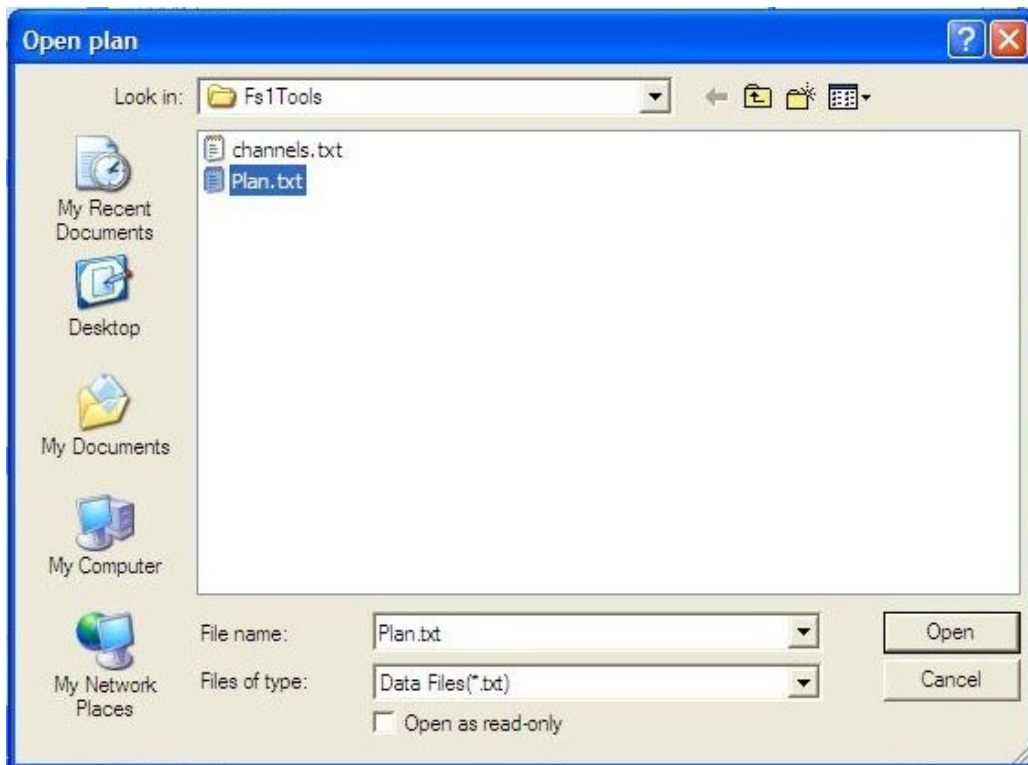 Open plan
Look in: Fs1Tools
channels.txt
Plan.txt
My Recent
Documents
Desktop
My Documents
My Computer
My Network
Places
File name: Plan.txt Open
Files of type: Data Files(*.txt) Cancel
Open as read-only